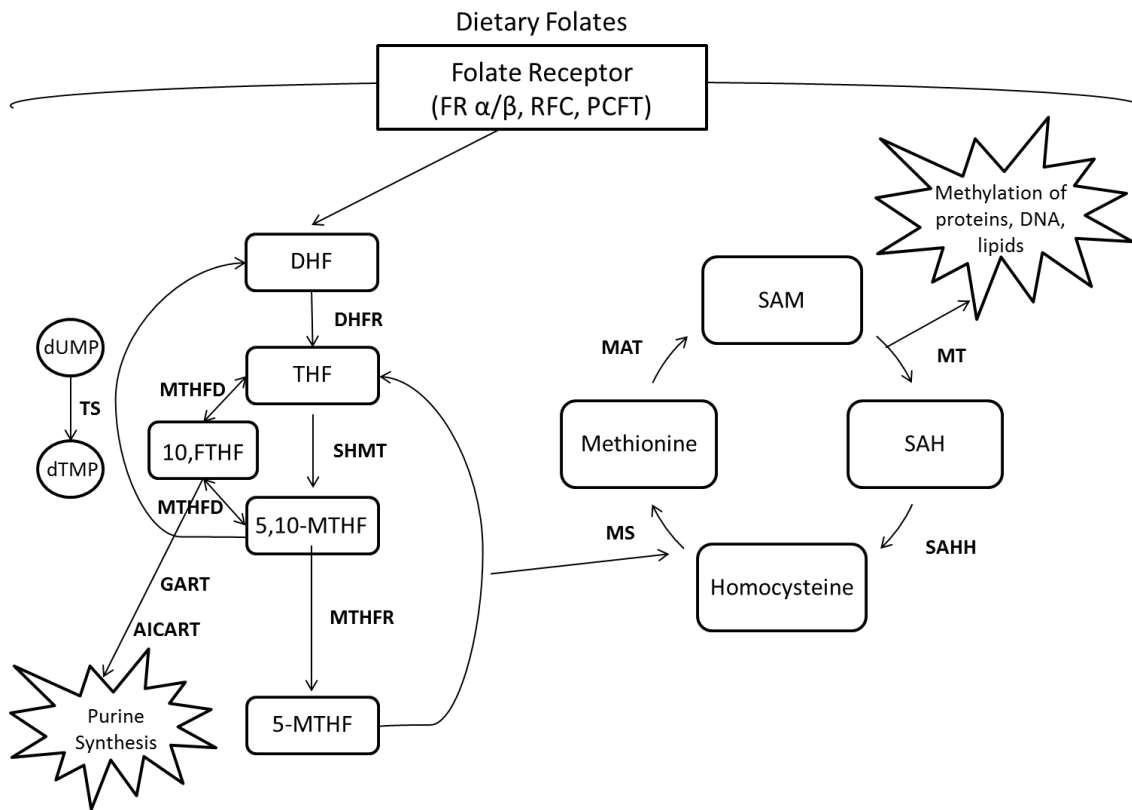 Dietary Folates
Folate Receptor
(FR α/β, RFC, PCFT)
DHF
DHFR
dUMP
TS
dTMP
MTHFD
THF
10,FTHF
SHMT
MTHFD
5,10-MTHF
GART
AICART
MTHFR
Purine
Synthesis
5-MTHF
Methylation of
proteins, DNA,
lipids
SAM
MAT
MT
Methionine
SAH
MS
SAHH
Homocysteine